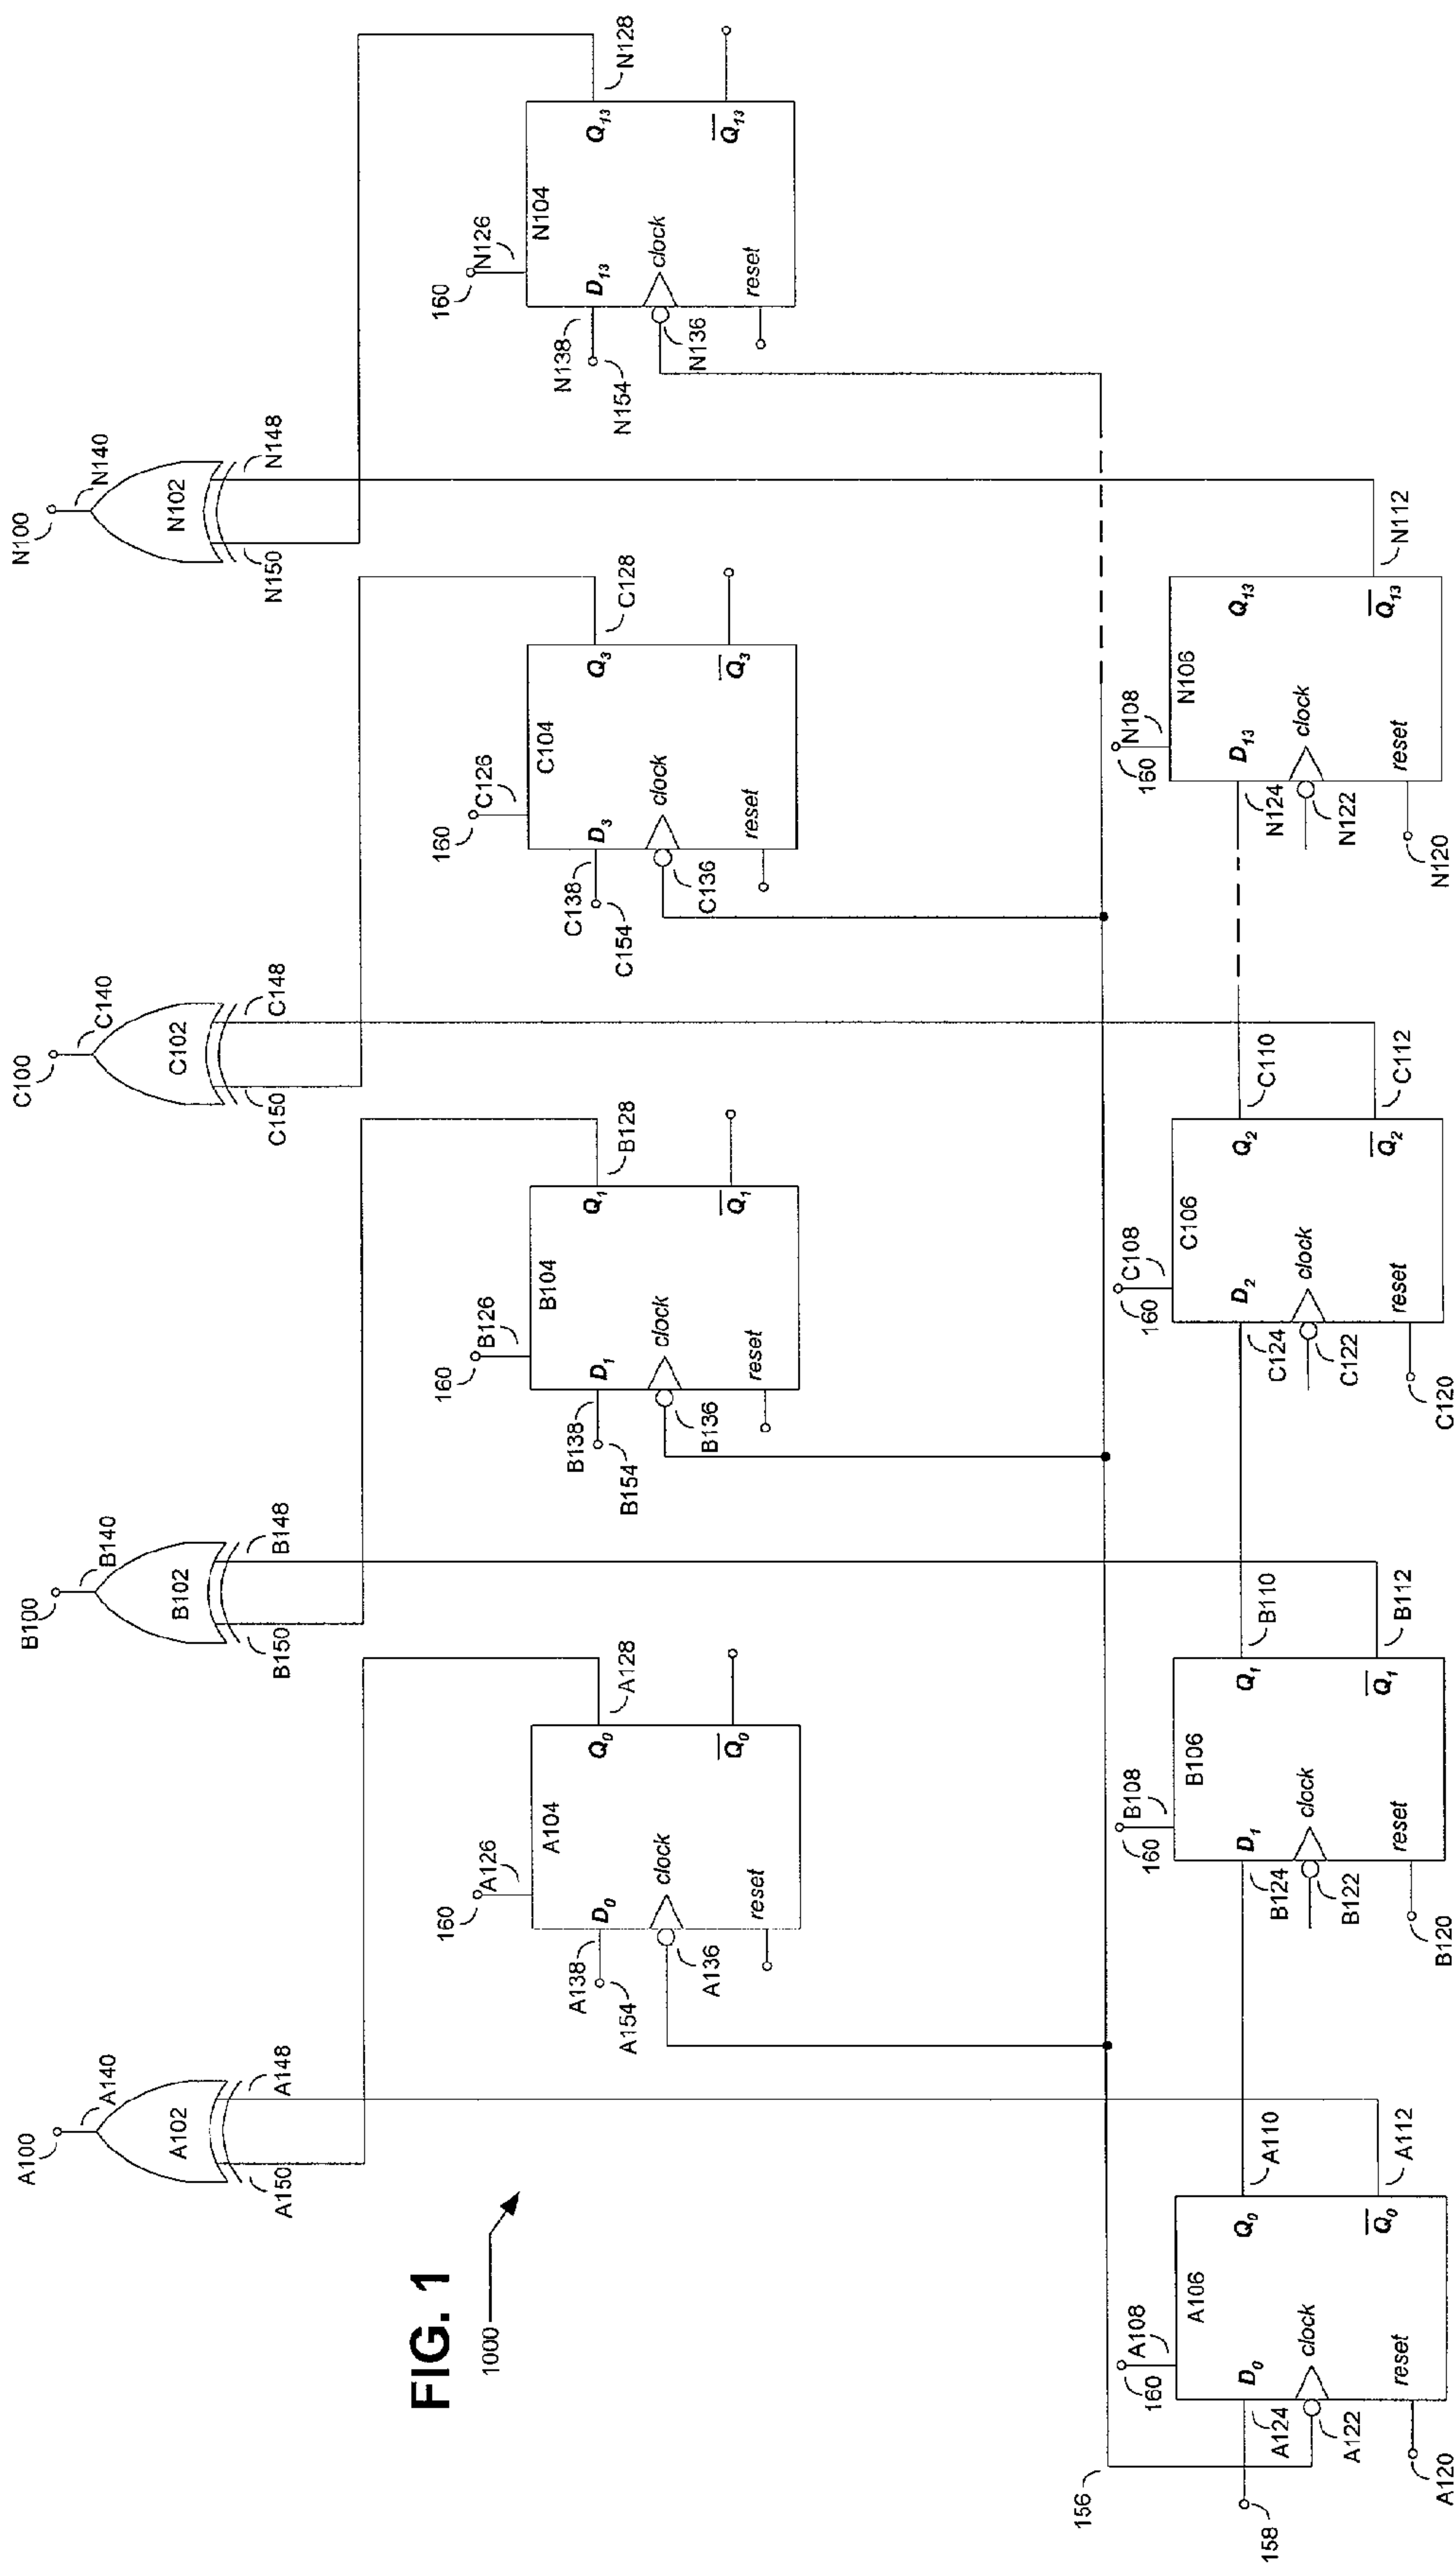 FIG. 1
1000
A100
A140
A102
A150
A148
B100
B140
B102
B150
B148
C100
C140
C102
C150
C148
N100
N140
N102
N150
N148
160
A126
A104
A138
A154
D0
Q0
A128
clock
A136
reset
Q0
160
B126
B104
B138
B154
D1
Q1
B128
clock
B136
reset
Q1
160
C126
C104
C138
C154
D3
Q3
C128
clock
C136
reset
Q3
160
N126
N104
N138
N154
D13
Q13
N128
clock
N136
reset
Q13
156
158
160
A108
A106
A124
D0
Q0
A110
clock
A122
reset
A120
Q0
A112
160
B108
B106
B124
D1
Q1
B110
clock
B122
reset
B120
Q1
B112
160
C108
C106
C124
D2
Q2
C110
clock
C122
reset
C120
Q2
C112
160
N108
N106
N124
D13
Q13
clock
N122
reset
N120
Q13
N112